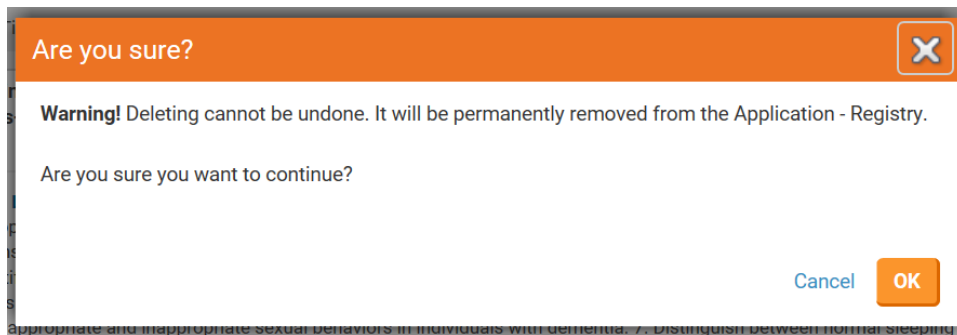 Are you sure?
Warning! Deleting cannot be undone. It will be permanently removed from the Application - Registry.
Are you sure you want to continue?
Cancel
OK
appropriate and inappropriate sexual behaviors in individuals with dementia. 7. Distinguish between normal sleeping